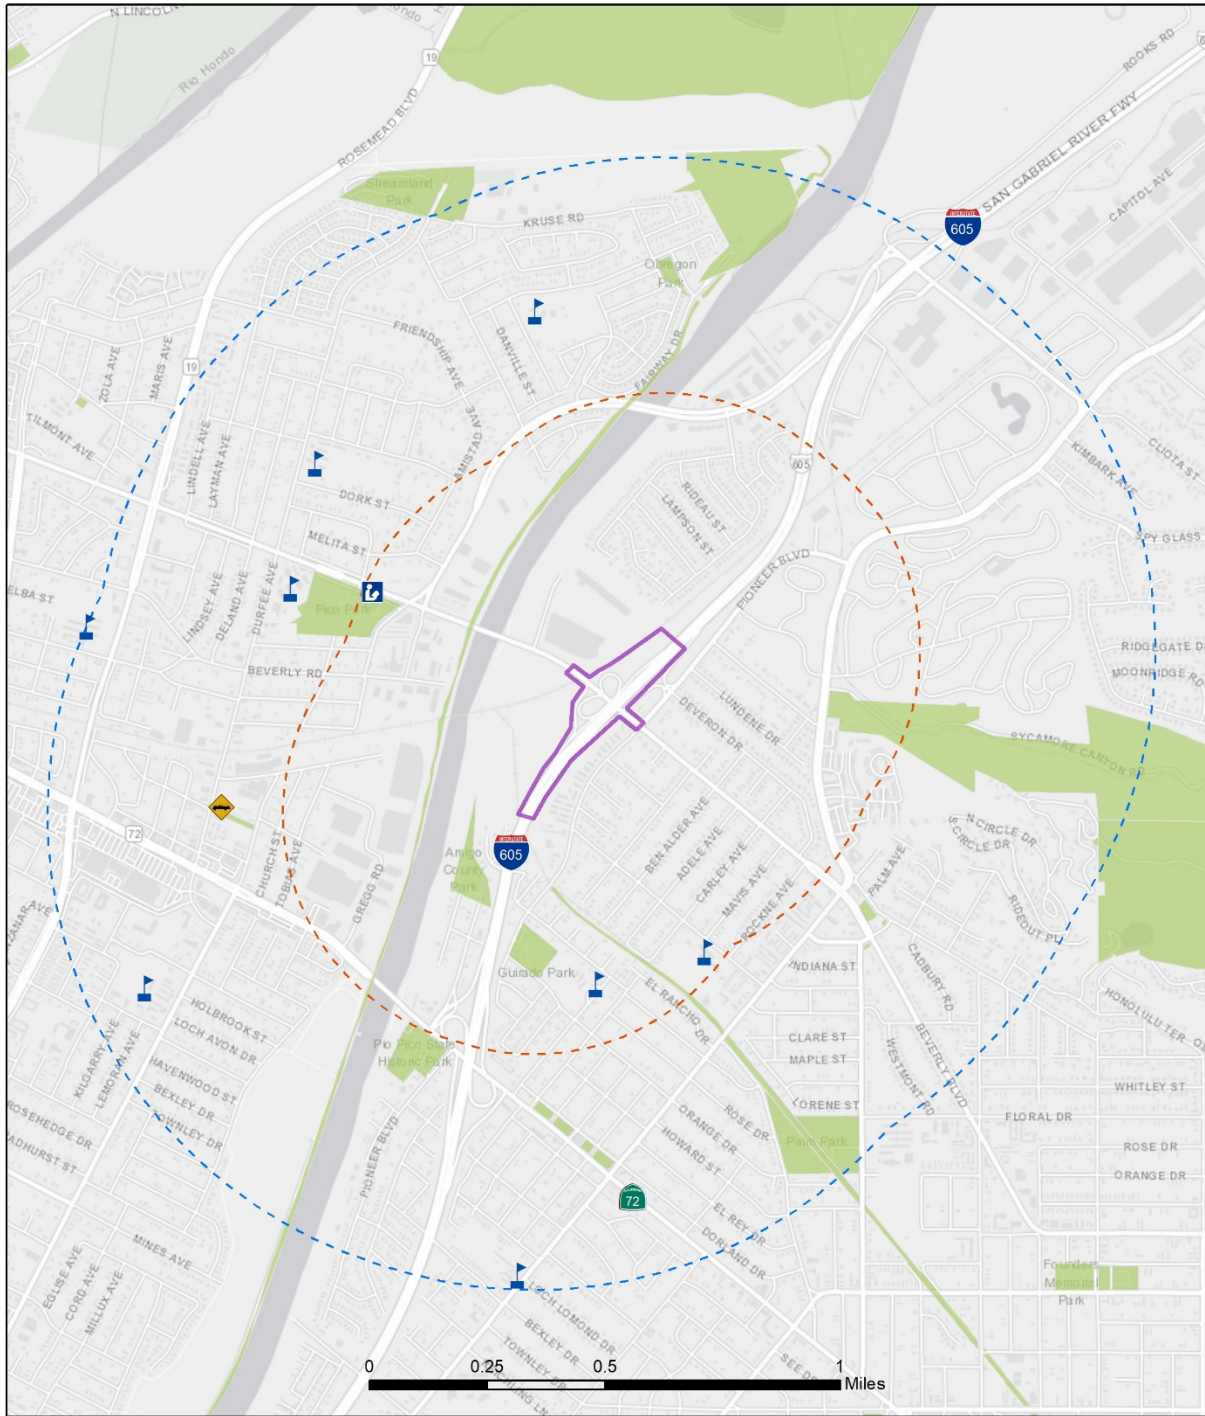 N LINCOLN
Hondo
Rio Hondo
19
ROSEMEAD BLVD
ROOKS RD
SAN GABRIEL RIVER FWY
CAPITOL AVE
INTERSTATE
605
Streamland
Park
KRUSE RD
Obregon
Park
19
ZOLA AVE
MARIS AVE
FRIENDSHIP AVE
DANVILLE ST
FAIRWAY DR
TILMONT AVE
LINDELL AVE
LAYMAN AVE
AMISTAD AVE
605
CLIOTA ST
KIMBARK AVE
DORK ST
RIDEAU ST
LAMPSON ST
MELITA ST
SPY GLASS
PIONEER BLVD
ELBA ST
LINDSEY AVE
DELAND AVE
DURFEE AVE
Pico Park
BEVERLY RD
RIDGEGATE D
MOONRIDGE RD
LUNDENE DR
DEVERON DR
SYCAMORE CANYON RD
72
CHURCH ST
TOBIAS AVE
GREGG RD
INTERSTATE
605
Amigo
County
Park
BEN ALDER AVE
ADELE AVE
CARLEY AVE
MAVIS AVE
ROCKNE AVE
N CIRCLE DR
S CIRCLE DR
PALM AVE
RIDEOUT PL
ZANAR AVE
Guirado Park
INDIANA ST
CADBURY RD
EL RANCHO DR
HONOLULU TER
HOLBROOK ST
LOCH AVON DR
KILGARRY AVE
LEMORAN AVE
HAVENWOOD ST
BEXLEY DR
TOWNLEY DR
Pio Pico State
Historic Park
CLARE ST
MAPLE ST
WESTMONT RD
BEVERLY BLVD
WHITLEY ST
LORENE ST
FLORAL DR
ROSEHEDGE DR
ADHURST ST
PIONEER BLVD
ROSE DR
ORANGE DR
HOWARD ST
Palm Park
ROSE DR
ORANGE DR
72
EL REY DR
DORLAND DR
MINES AVE
EGLISE AVE
CORD AVE
MILLUX AVE
LOCH LOMOND DR
BEXLEY DR
TOWNLEY DR
Founders
Memorial
Park
SEE DR
0 0.25 0.5 1
Miles